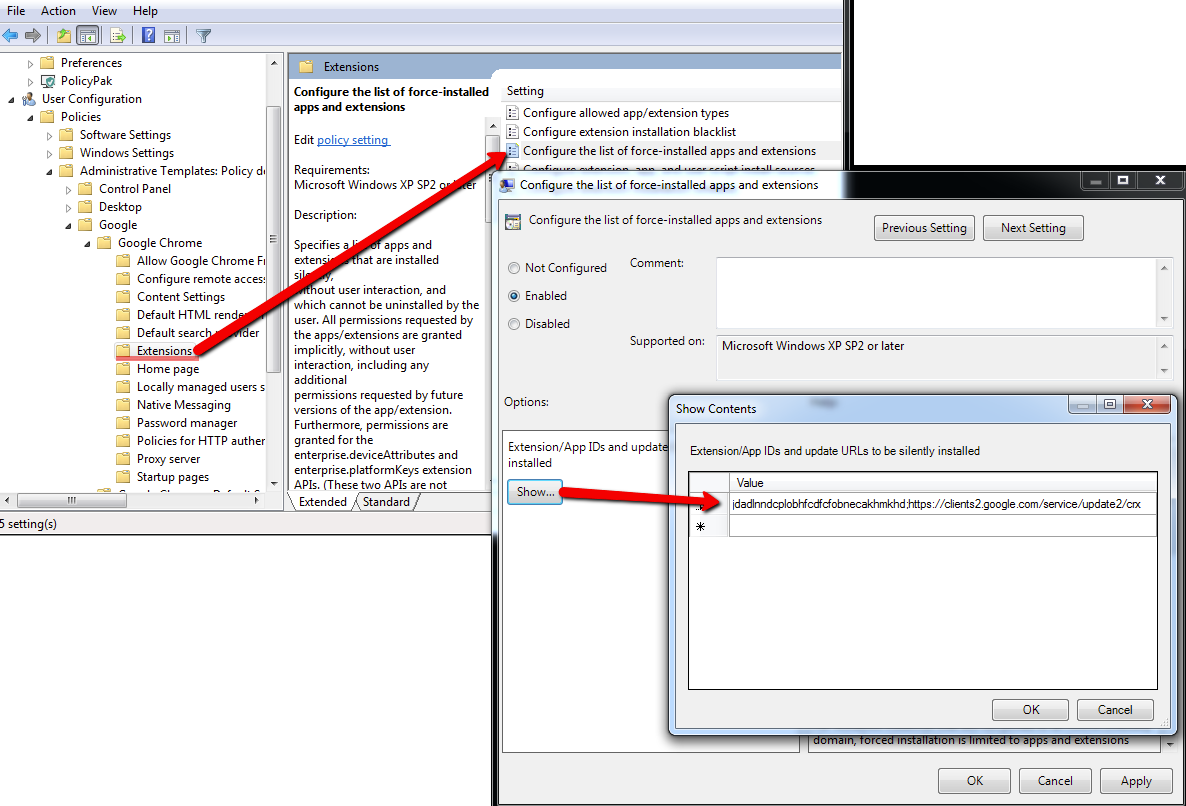 File Action View Help
Preferences
PolicyPak
User Configuration
Policies
Software Settings
Windows Settings
Administrative Templates: Policy de
Control Panel
Desktop
Google
Google Chrome
Allow Google Chrome Fr
Configure remote access
Content Settings
Default HTML render
Default search provider
Extensions
Home page
Locally managed users s
Native Messaging
Password manager
Policies for HTTP auther
Proxy server
Startup pages
5 setting(s)
Extensions
Configure the list of force-installed
apps and extensions
Edit policy setting
Requirements:
Microsoft Windows XP SP2 or later
Description:
Specifies a list of apps and
extensions that are installed
silently,
without user interaction, and
which cannot be uninstalled by the
user. All permissions requested by
the apps/extensions are granted
implicitly, without user
interaction, including any
additional
permissions requested by future
versions of the app/extension.
Furthermore, permissions are
granted for the
enterprise.deviceAttributes and
enterprise.platformKeys extension
APIs. (These two APIs are not
Extended Standard
Setting
Configure allowed app/extension types
Configure extension installation blacklist
Configure the list of force-installed apps and extensions
Configure extension, app, and user script install sources
Configure the list of force-installed apps and extensions
Configure the list of force-installed apps and extensions
Previous Setting Next Setting
Not Configured
Enabled
Disabled
Comment:
Supported on:
Microsoft Windows XP SP2 or later
Options:
Extension/App IDs and update
installed
Show...
Show Contents
Extension/App IDs and update URLs to be silently installed
Value
jdadlnndcplobhfcdfcfobnecakhmkhd;https://clients2.google.com/service/update2/crx
OK Cancel
domain, forced installation is limited to apps and extensions
OK Cancel Apply